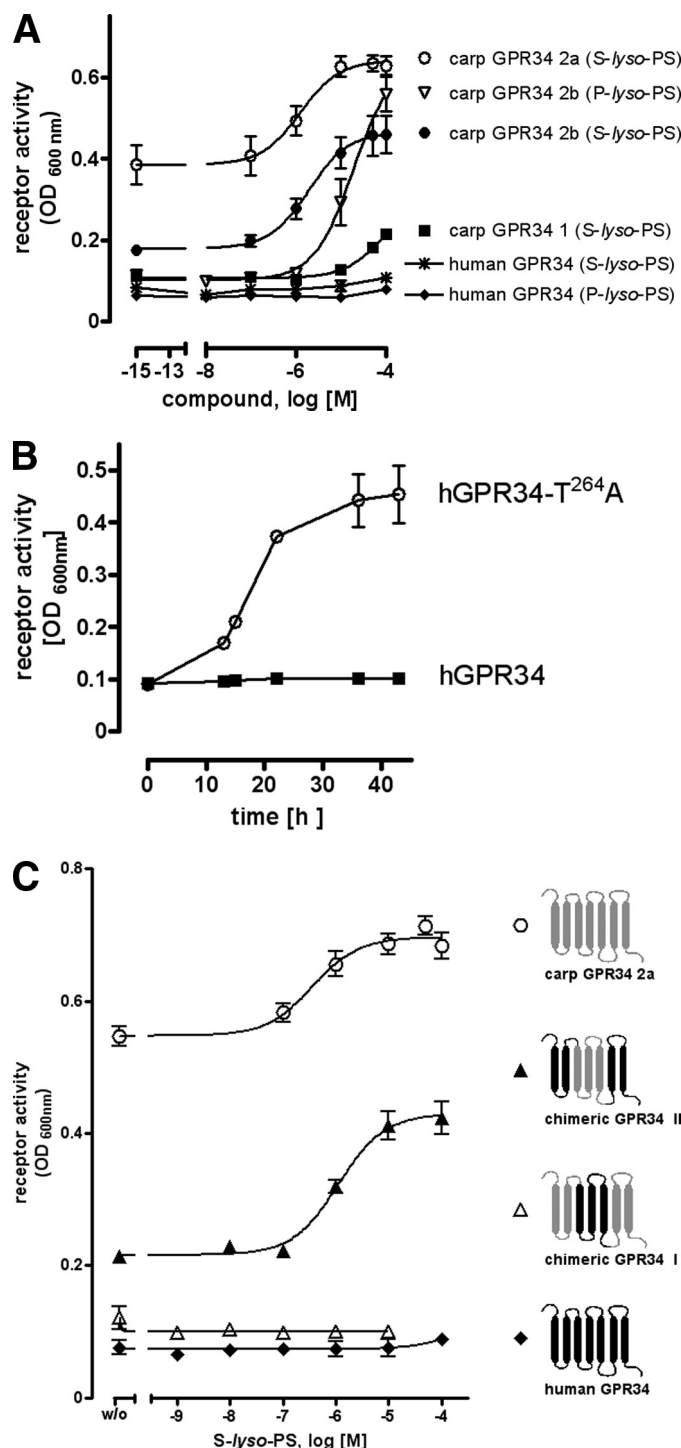 A
receptor activity
(OD 600 nm)
0.6
0.4
0.2
0
-15 -13 -8 -6 -4
compound, log [M]
carp GPR34 2a (S-lyso-PS)
carp GPR34 2b (P-lyso-PS)
carp GPR34 2b (S-lyso-PS)
carp GPR34 1 (S-lyso-PS)
human GPR34 (S-lyso-PS)
human GPR34 (P-lyso-PS)
B
receptor activity
[OD 600nm]
0.5
0.4
0.3
0.2
0.1
0
0 10 20 30 40
time [h ]
hGPR34-T264A
hGPR34
C
receptor activity
(OD 600nm)
0.8
0.6
0.4
0.2
0
w/o -9 -8 -7 -6 -5 -4
S-lyso-PS, log [M]
carp GPR34 2a
chimeric GPR34 II
chimeric GPR34 I
human GPR34